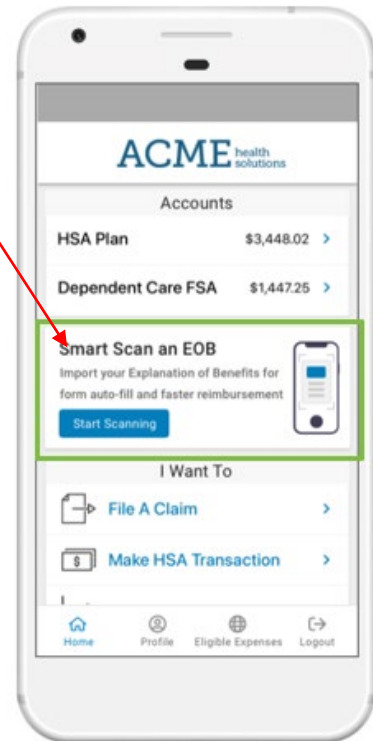 ACME health solutions
Accounts
HSA Plan $3,448.02 >
Dependent Care FSA $1,447.25 >
Smart Scan an EOB
Import your Explanation of Benefits for
form auto-fill and faster reimbursement
Start Scanning
I Want To
File A Claim >
$ Make HSA Transaction >
Home Profile Eligible Expenses Logout